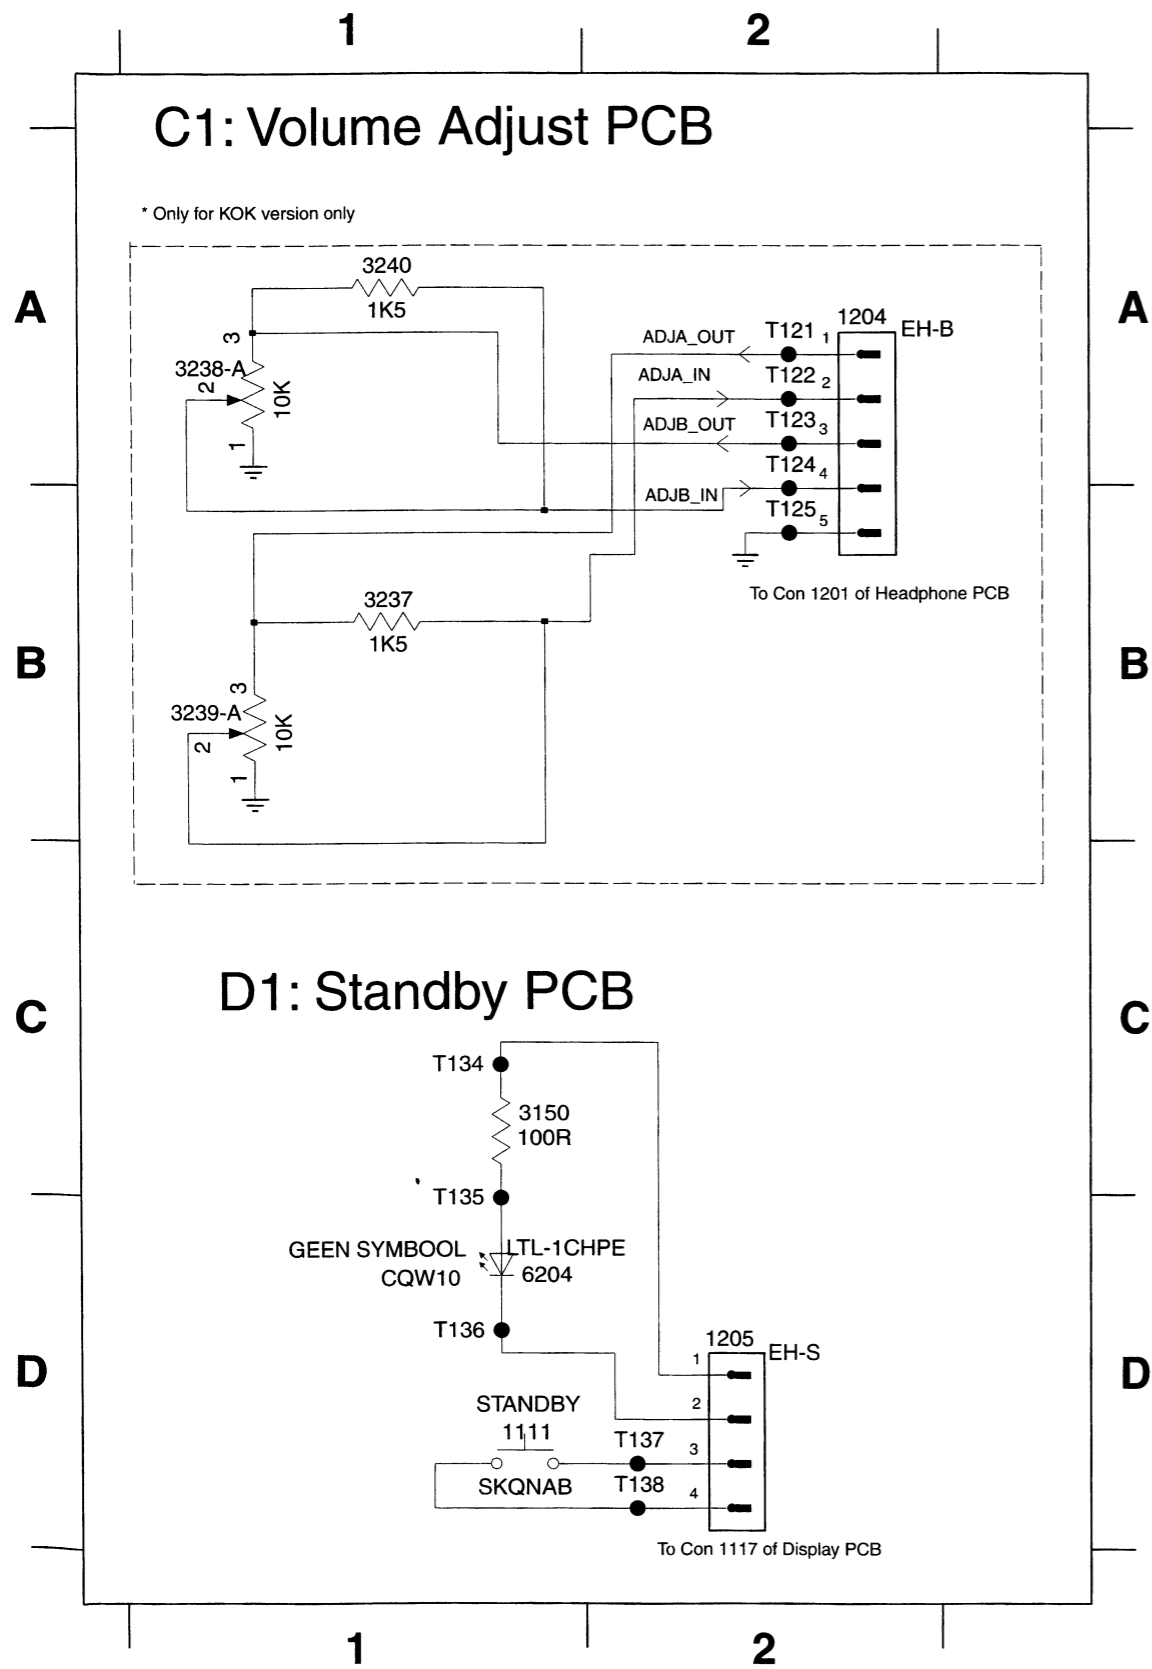 1 2
C1: Volume Adjust PCB
* Only for KOK version only
A A
3240
1K5
3
3238-A
2
10K
1
ADJA_OUT
ADJA_IN
ADJB_OUT
ADJB_IN
T121 1
T122 2
T123 3
T124 4
T125 5
1204
EH-B
To Con 1201 of Headphone PCB
B B
3237
1K5
3
3239-A
2
10K
1
D1: Standby PCB
C C
T134
3150
100R
T135
GEEN SYMBOOL
CQW10
LTL-1CHPE
6204
T136
D D
1205
EH-S
1
2
3
4
STANDBY
1111
SKQNAB
T137
T138
To Con 1117 of Display PCB
1 2